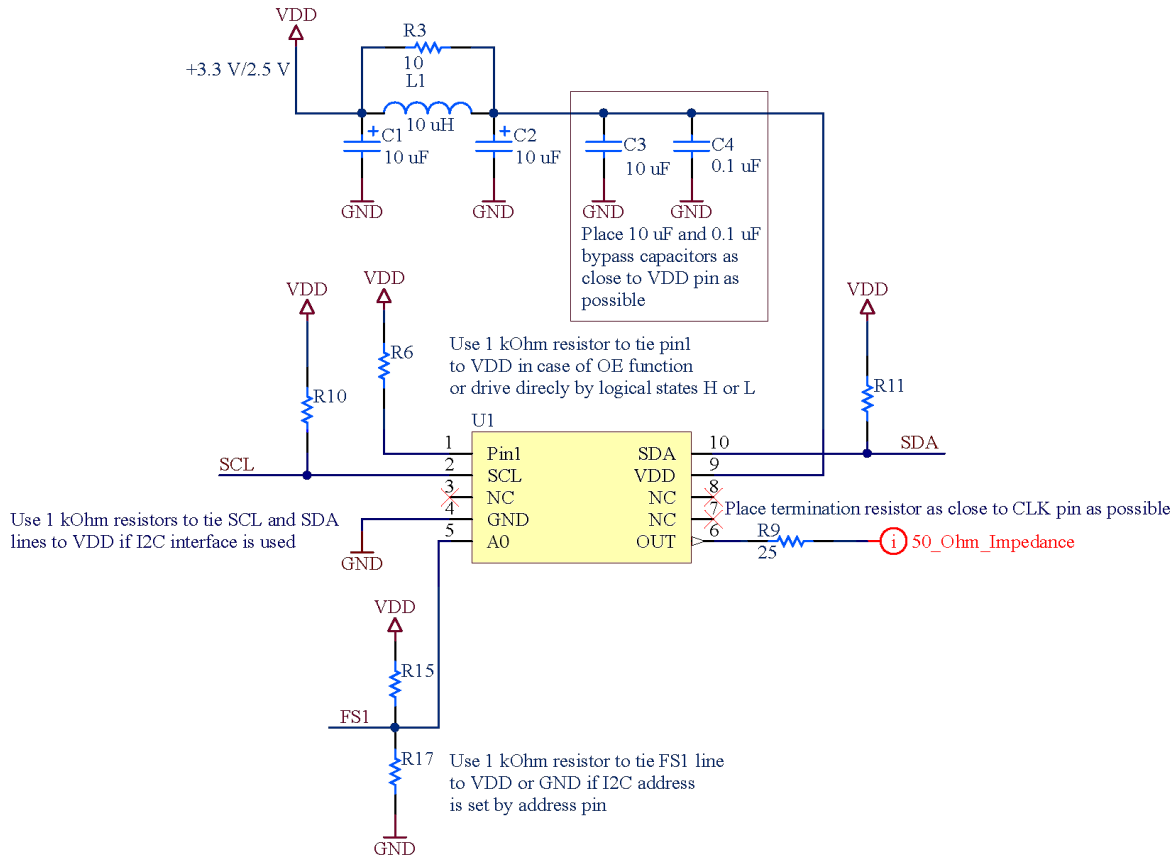 VDD
+3.3 V/2.5 V
R3
10
L1
10 uH
C1
10 uF
C2
10 uF
C3
10 uF
C4
0.1 uF
GND
GND
GND
GND
Place 10 uF and 0.1 uF
bypass capacitors as
close to VDD pin as
possible
VDD
VDD
VDD
R10
R6
R11
Use 1 kOhm resistor to tie pin1
to VDD in case of OE function
or drive direcly by logical states H or L
U1
SCL
SDA
1
2
3
4
5
Pin1
SCL
NC
GND
A0
SDA
VDD
NC
NC
OUT
10
9
8
7
6
Use 1 kOhm resistors to tie SCL and SDA
lines to VDD if I2C interface is used
GND
Place termination resistor as close to CLK pin as possible
R9
25
i
50_Ohm_Impedance
VDD
R15
FS1
R17
GND
Use 1 kOhm resistor to tie FS1 line
to VDD or GND if I2C address
is set by address pin